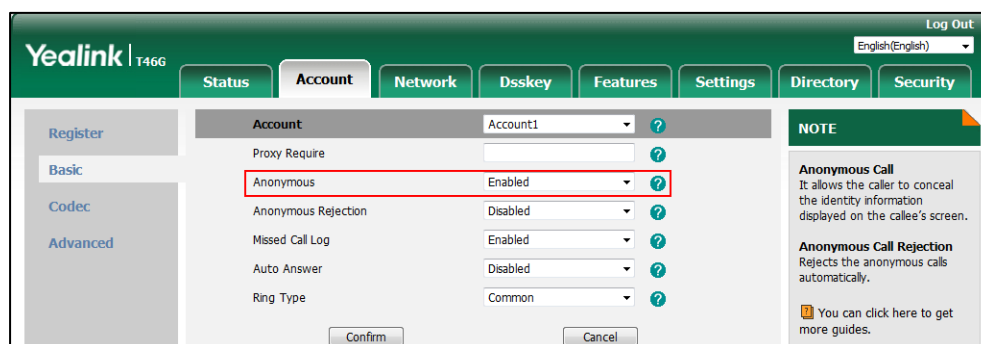 Log Out
Yealink T46G
English(English)
Status Account Network Dsskey Features Settings Directory Security
Register
Basic
Codec
Advanced
Account Account1 ?
Proxy Require ?
Anonymous Enabled ?
Anonymous Rejection Disabled ?
Missed Call Log Enabled ?
Auto Answer Disabled ?
Ring Type Common ?
Confirm Cancel
NOTE
Anonymous Call
It allows the caller to conceal
the identity information
displayed on the callee's screen.
Anonymous Call Rejection
Rejects the anonymous calls
automatically.
? You can click here to get
more guides.